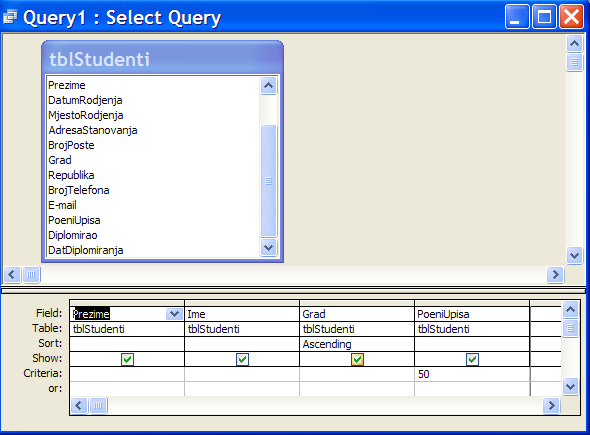 Query1 : Select Query
tblStudenti
Prezime
DatumRodjenja
MjestoRodjenja
AdresaStanovanja
BrojPoste
Grad
Republika
BrojTelefona
E-mail
PoeniUpisa
Diplomirao
DatDiplomiranja
Field: Prezime Ime Grad PoeniUpisa
Table: tblStudenti tblStudenti tblStudenti tblStudenti
Sort: Ascending
Show:
Criteria: 50
or: